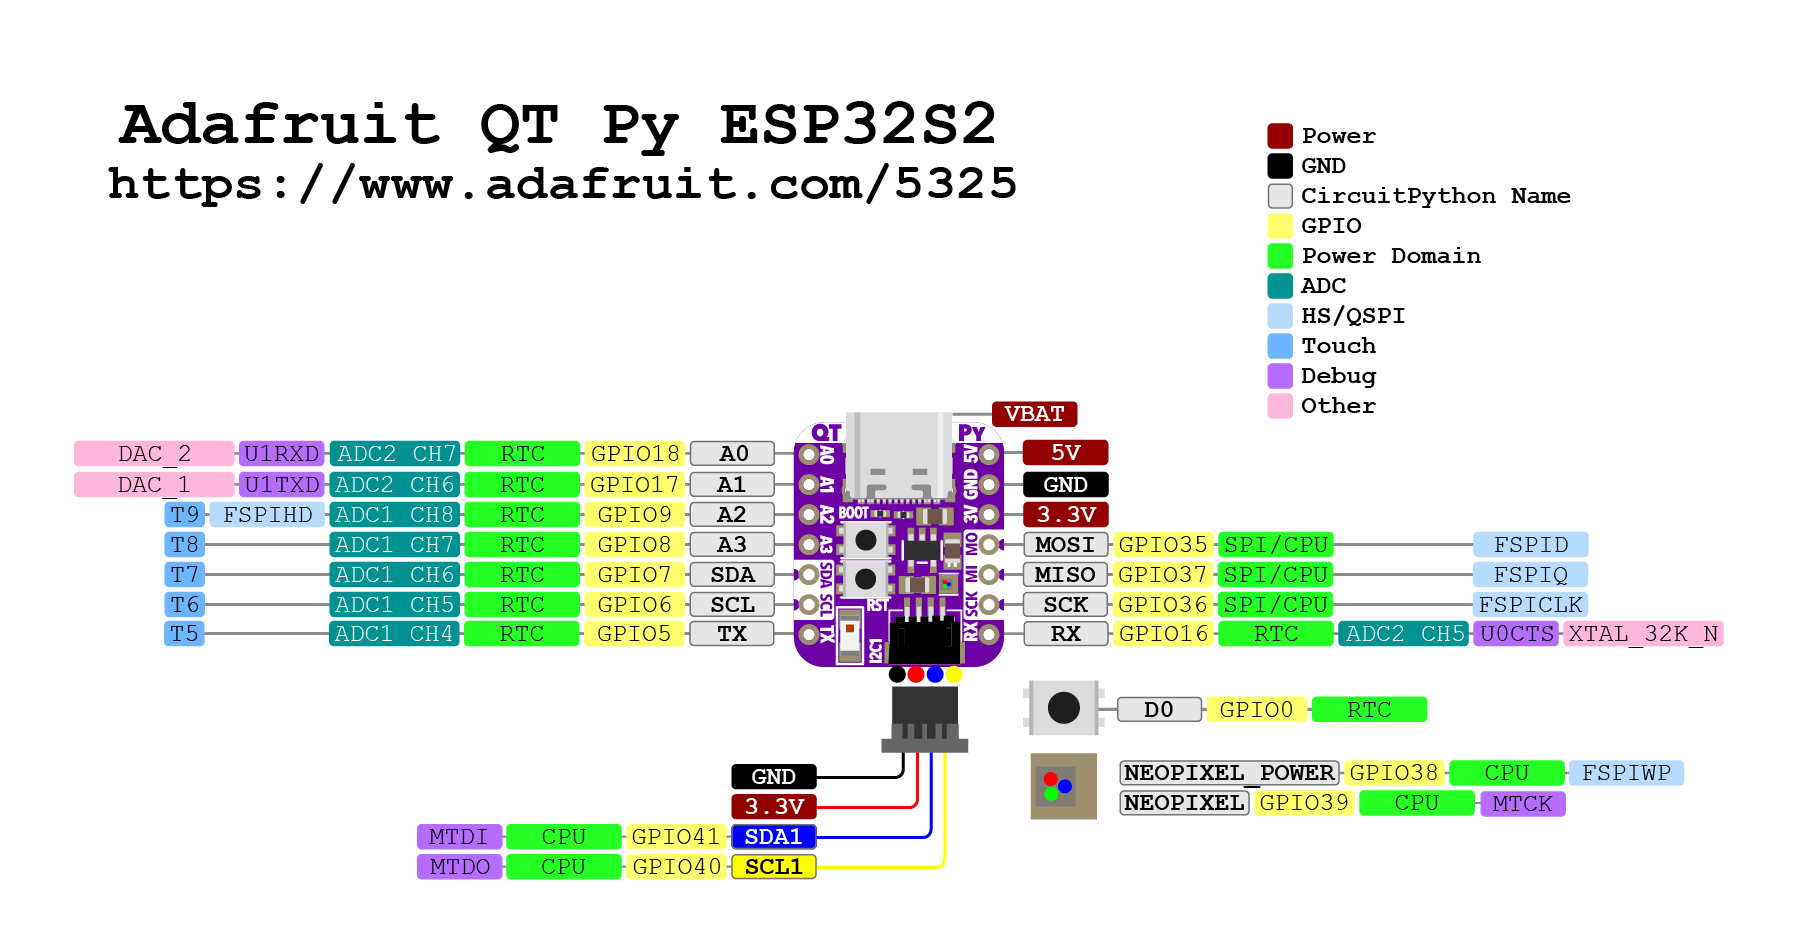 Adafruit QT Py ESP32S2
https://www.adafruit.com/5325
Power
GND
CircuitPython Name
GPIO
Power Domain
ADC
HS/QSPI
Touch
Debug
Other
VBAT
QT Py
DAC_2 U1RXD ADC2 CH7 RTC GPIO18 A0 A0 5V 5V
DAC_1 U1TXD ADC2 CH6 RTC GPIO17 A1 A1 GND GND
T9 FSPIHD ADC1 CH8 RTC GPIO9 A2 A2 BOOT 3V 3.3V
T8 ADC1 CH7 RTC GPIO8 A3 A3 MO MOSI GPIO35 SPI/CPU FSPID
T7 ADC1 CH6 RTC GPIO7 SDA SDA MI MISO GPIO37 SPI/CPU FSPIQ
T6 ADC1 CH5 RTC GPIO6 SCL SCL RST SCK SCK GPIO36 SPI/CPU FSPICLK
T5 ADC1 CH4 RTC GPIO5 TX TX I2C1 RX RX GPIO16 RTC ADC2 CH5 U0CTS XTAL_32K_N
D0 GPIO0 RTC
NEOPIXEL_POWER GPIO38 CPU FSPIWP
NEOPIXEL GPIO39 CPU MTCK
GND
3.3V
MTDI CPU GPIO41 SDA1
MTDO CPU GPIO40 SCL1